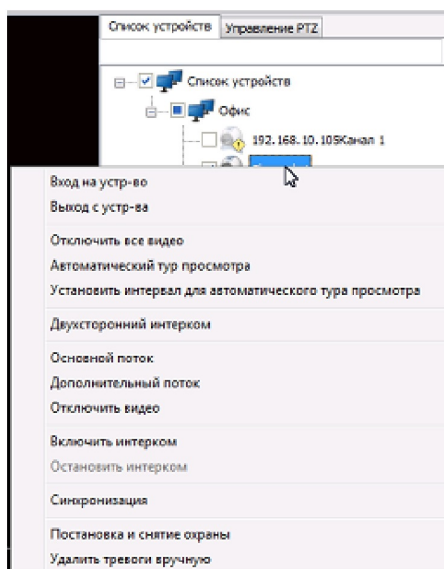 Список устройств Управление PTZ
Список устройств
Офис
192.168.10.105Канал 1
Вход на устр-во
Выход с устр-ва
Отключить все видео
Автоматический тур просмотра
Установить интервал для автоматического тура просмотра
Двухсторонний интерком
Основной поток
Дополнительный поток
Отключить видео
Включить интерком
Остановить интерком
Синхронизация
Постановка и снятие охраны
Удалить тревоги вручную